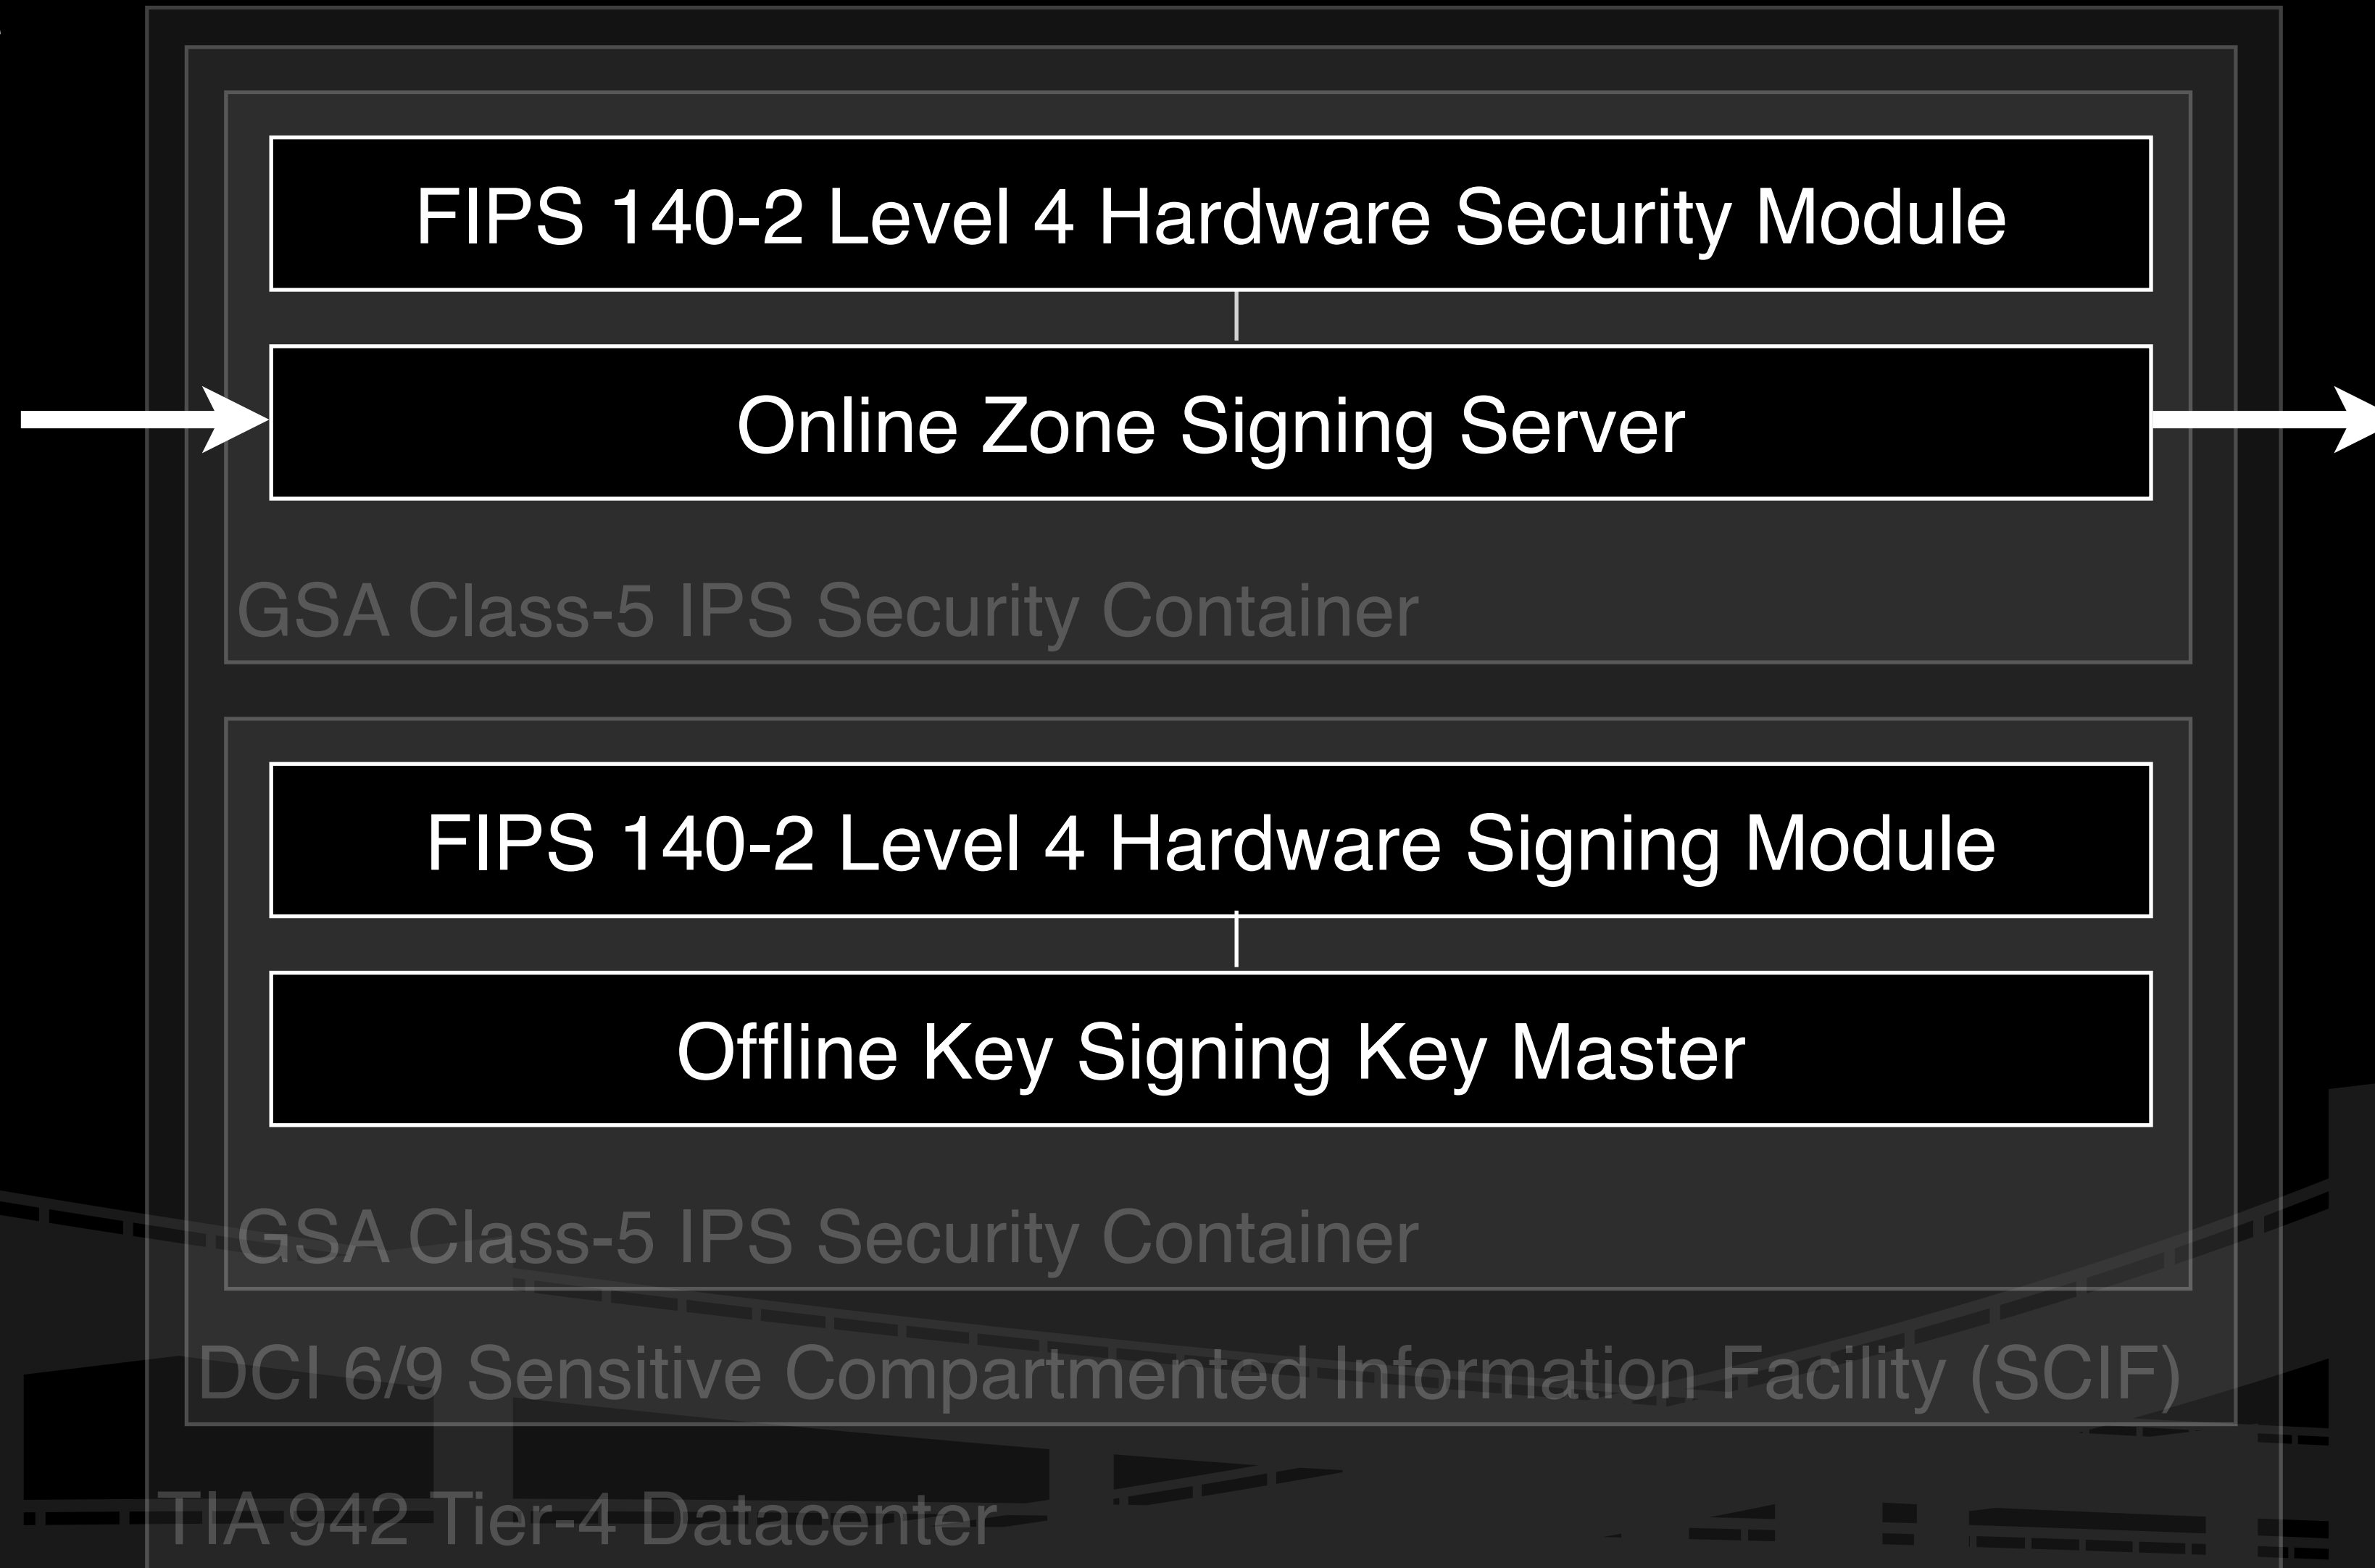 FIPS 140-2 Level 4 Hardware Security Module
Online Zone Signing Server
GSA Class-5 IPS Security Container
FIPS 140-2 Level 4 Hardware Signing Module
Offline Key Signing Key Master
GSA Class-5 IPS Security Container
DCI 6/9 Sensitive Compartmented Information Facility (SCIF)
TIA 942 Tier-4 Datacenter